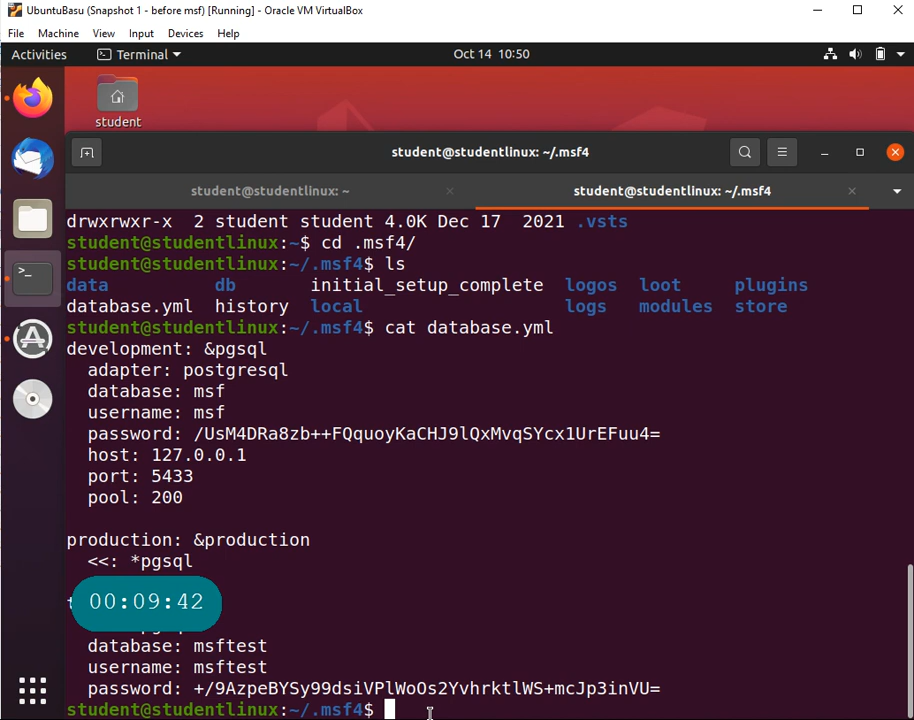 UbuntuBasu (Snapshot 1 - before msf) [Running] - Oracle VM VirtualBox
File Machine View Input Devices Help
Activities Terminal Oct 14 10:50
student
student@studentlinux: ~/.msf4
student@studentlinux: ~ student@studentlinux: ~/.msf4
drwxrwxr-x 2 student student 4.0K Dec 17 2021 .vsts
student@studentlinux:~$ cd .msf4/
student@studentlinux:~/.msf4$ ls
data db initial_setup_complete logos loot plugins
database.yml history local logs modules store
student@studentlinux:~/.msf4$ cat database.yml
development: &pgsql
adapter: postgresql
database: msf
username: msf
password: /UsM4DRa8zb++FQquoyKaCHJ9lQxMvqSYcx1UrEFuu4=
host: 127.0.0.1
port: 5433
pool: 200
production: &production
<<: *pgsql
00:09:42
database: msftest
username: msftest
password: +/9AzpeBYSy99dsiVPlWoOs2YvhrktlWS+mcJp3inVU=
student@studentlinux:~/.msf4$